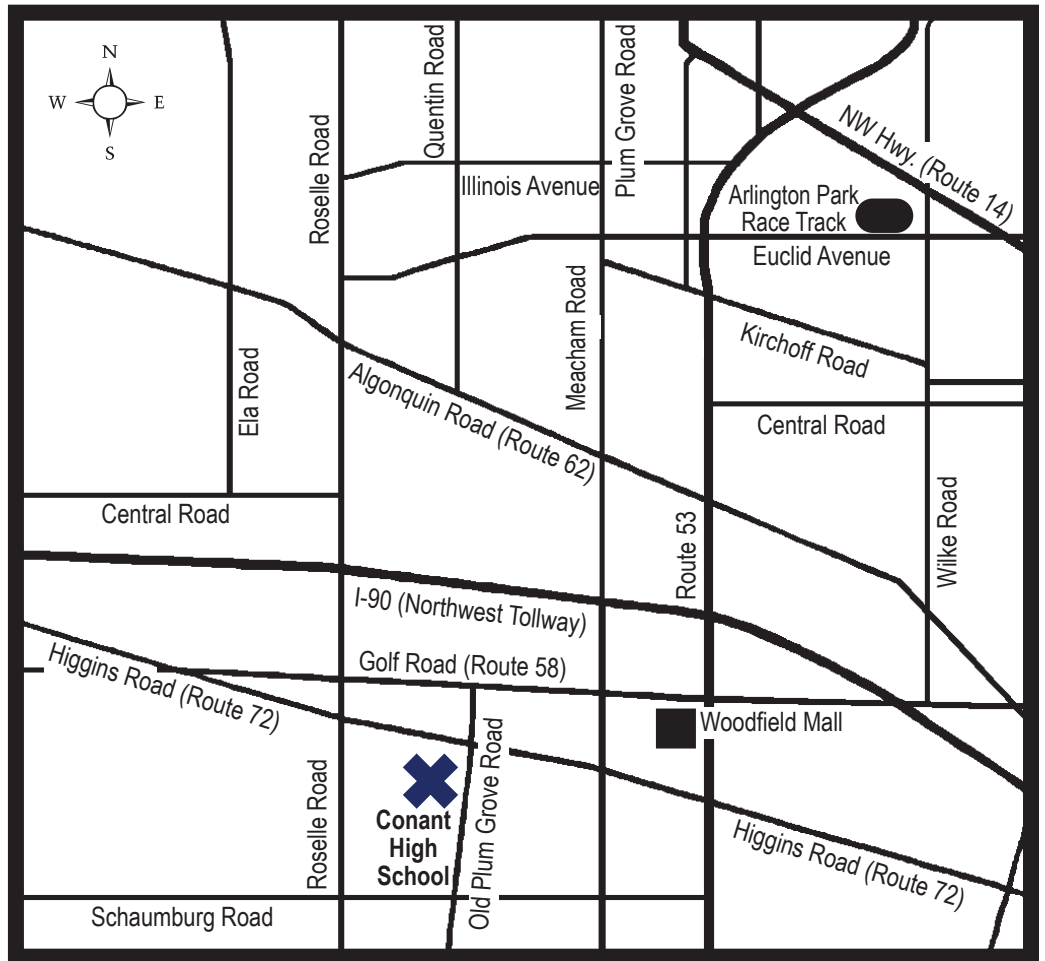 N
W
E
S
Roselle Road
Quentin Road
Plum Grove Road
NW Hwy. (Route 14)
Illinois Avenue
Arlington Park
Race Track
Euclid Avenue
Ela Road
Meacham Road
Kirchoff Road
Algonquin Road (Route 62)
Central Road
Central Road
Route 53
Wilke Road
I-90 (Northwest Tollway)
Higgins Road (Route 72)
Golf Road (Route 58)
Woodfield Mall
Roselle Road
Conant
High
School
Old Plum Grove Road
Higgins Road (Route 72)
Schaumburg Road